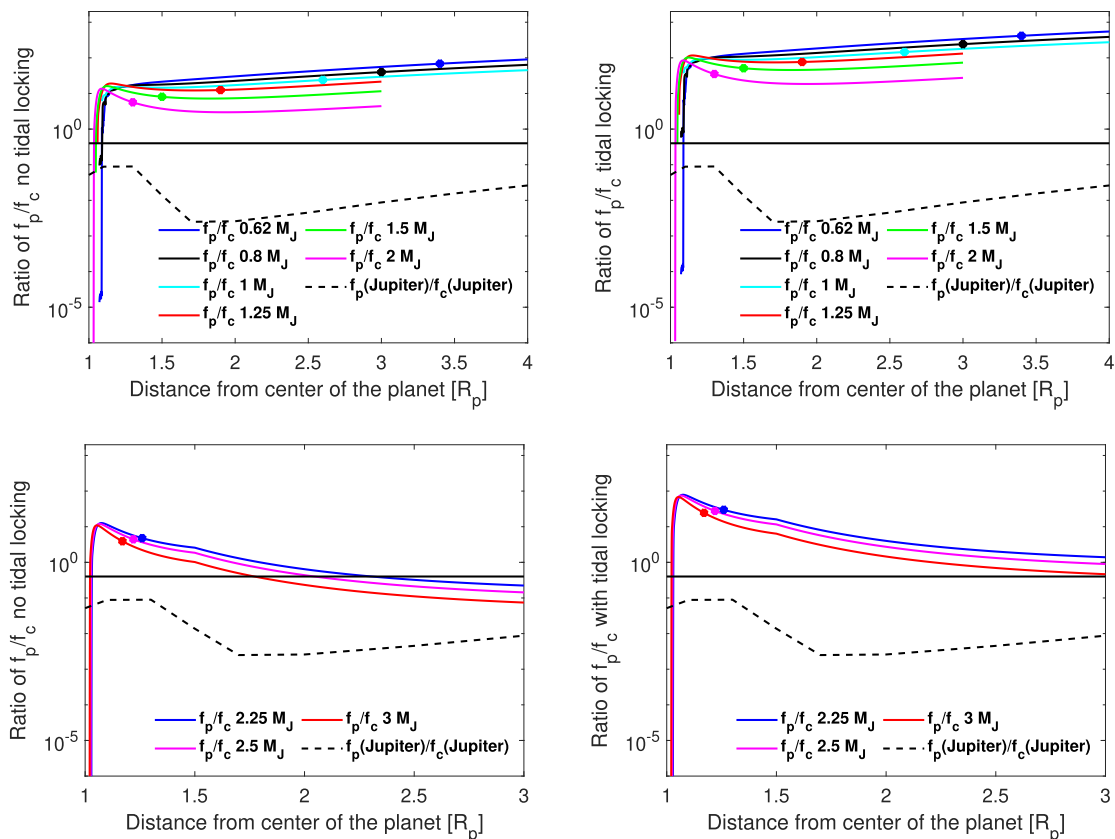 Ratio of f_p/f_c no tidal locking
10^0
10^-5
f_p/f_c 0.62 M_J
f_p/f_c 0.8 M_J
f_p/f_c 1 M_J
f_p/f_c 1.25 M_J
f_p/f_c 1.5 M_J
f_p/f_c 2 M_J
f_p(Jupiter)/f_c(Jupiter)
1 1.5 2 2.5 3 3.5 4
Distance from center of the planet [R_p]
Ratio of f_p/f_c tidal locking
10^0
10^-5
f_p/f_c 0.62 M_J
f_p/f_c 0.8 M_J
f_p/f_c 1 M_J
f_p/f_c 1.25 M_J
f_p/f_c 1.5 M_J
f_p/f_c 2 M_J
f_p(Jupiter)/f_c(Jupiter)
1 1.5 2 2.5 3 3.5 4
Distance from center of the planet [R_p]
Ratio of f_p/f_c no tidal locking
10^0
10^-5
f_p/f_c 2.25 M_J
f_p/f_c 2.5 M_J
f_p/f_c 3 M_J
f_p(Jupiter)/f_c(Jupiter)
1 1.5 2 2.5 3
Distance from center of the planet [R_p]
Ratio of f_p/f_c with tidal locking
10^0
10^-5
f_p/f_c 2.25 M_J
f_p/f_c 2.5 M_J
f_p/f_c 3 M_J
f_p(Jupiter)/f_c(Jupiter)
1 1.5 2 2.5 3
Distance from center of the planet [R_p]